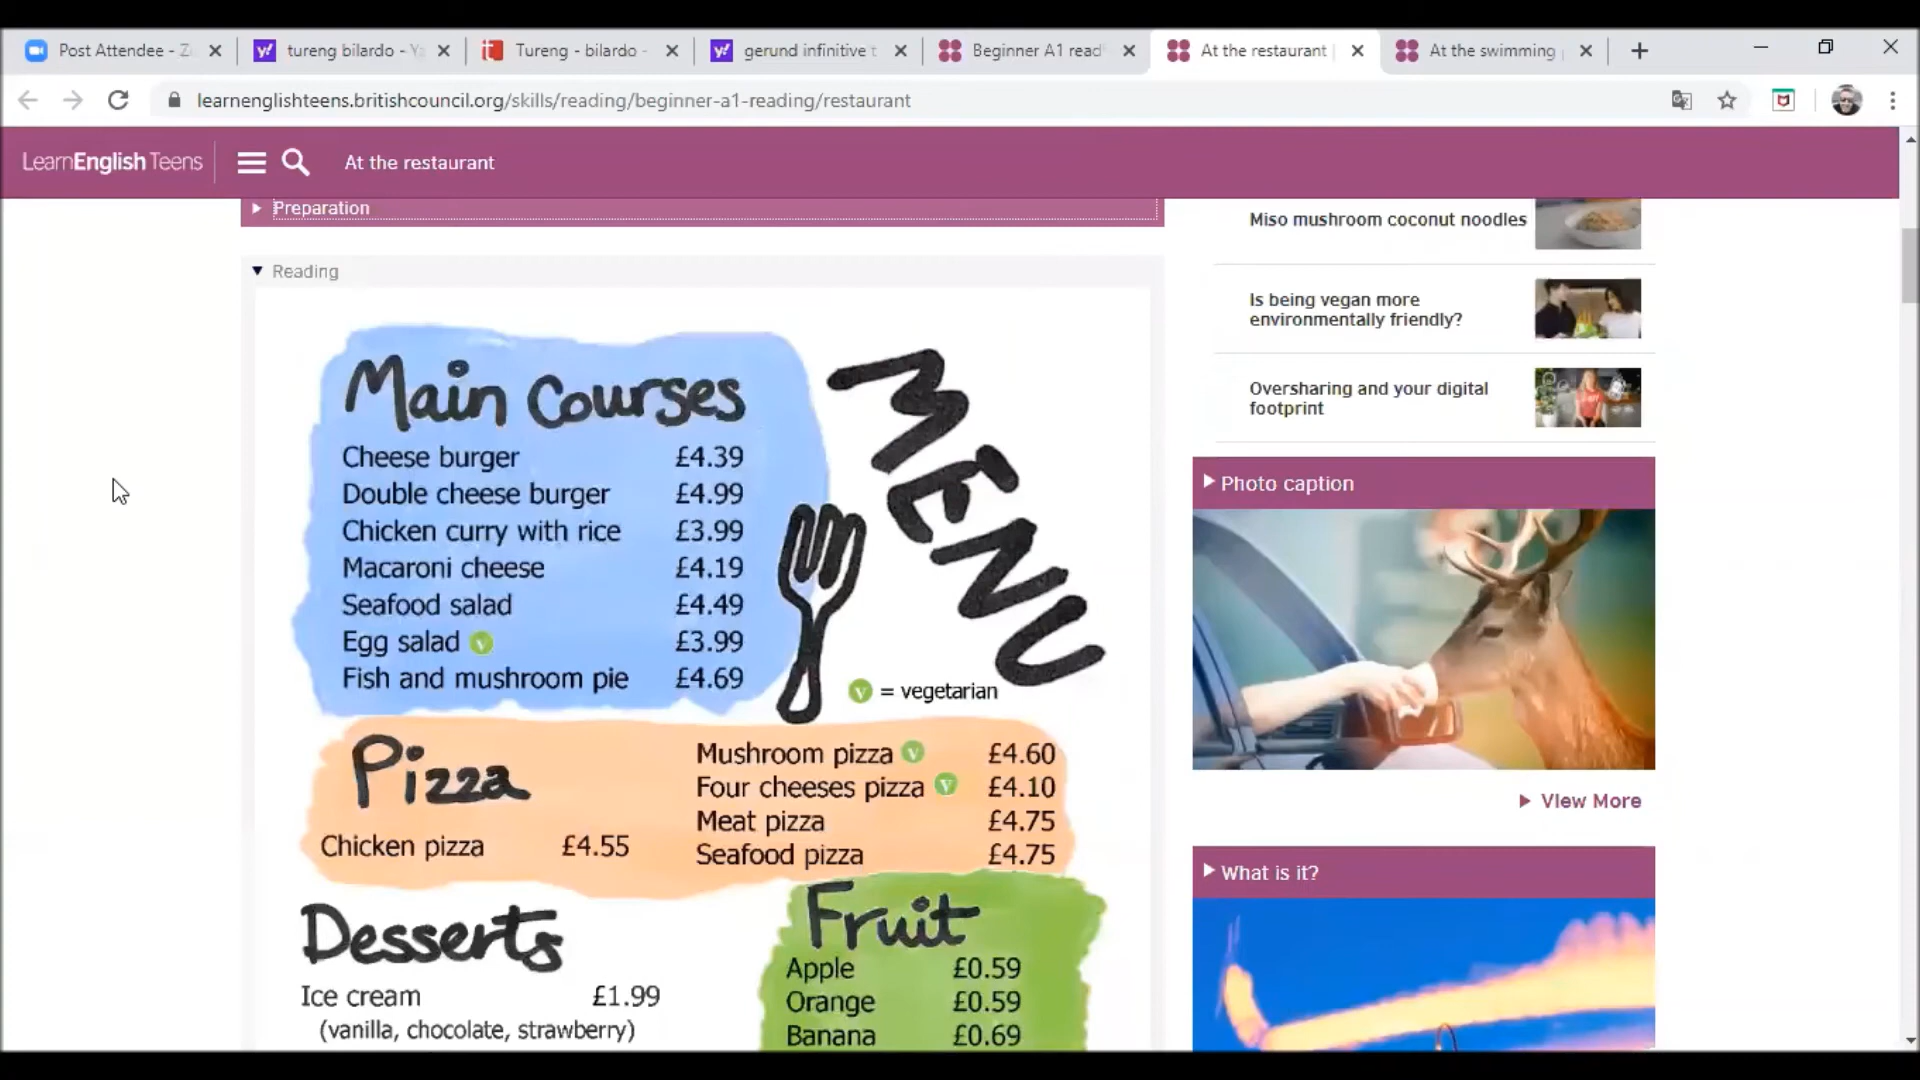 Post Attendee - Z
tureng bilardo - Y
Tureng - bilardo -
gerund infinitive t
Beginner A1 read
At the restaurant
At the swimming
learnenglishteens.britishcouncil.org/skills/reading/beginner-a1-reading/restaurant
LearnEnglish Teens
At the restaurant
Preparation
Reading
Main Courses
Cheese burger £4.39
Double cheese burger £4.99
Chicken curry with rice £3.99
Macaroni cheese £4.19
Seafood salad £4.49
Egg salad v £3.99
Fish and mushroom pie £4.69
MENU
v = vegetarian
Pizza
Chicken pizza £4.55
Mushroom pizza v £4.60
Four cheeses pizza v £4.10
Meat pizza £4.75
Seafood pizza £4.75
Desserts
Ice cream £1.99
(vanilla, chocolate, strawberry)
Fruit
Apple £0.59
Orange £0.59
Banana £0.69
Miso mushroom coconut noodles
Is being vegan more
environmentally friendly?
Oversharing and your digital
footprint
Photo caption
View More
What is it?